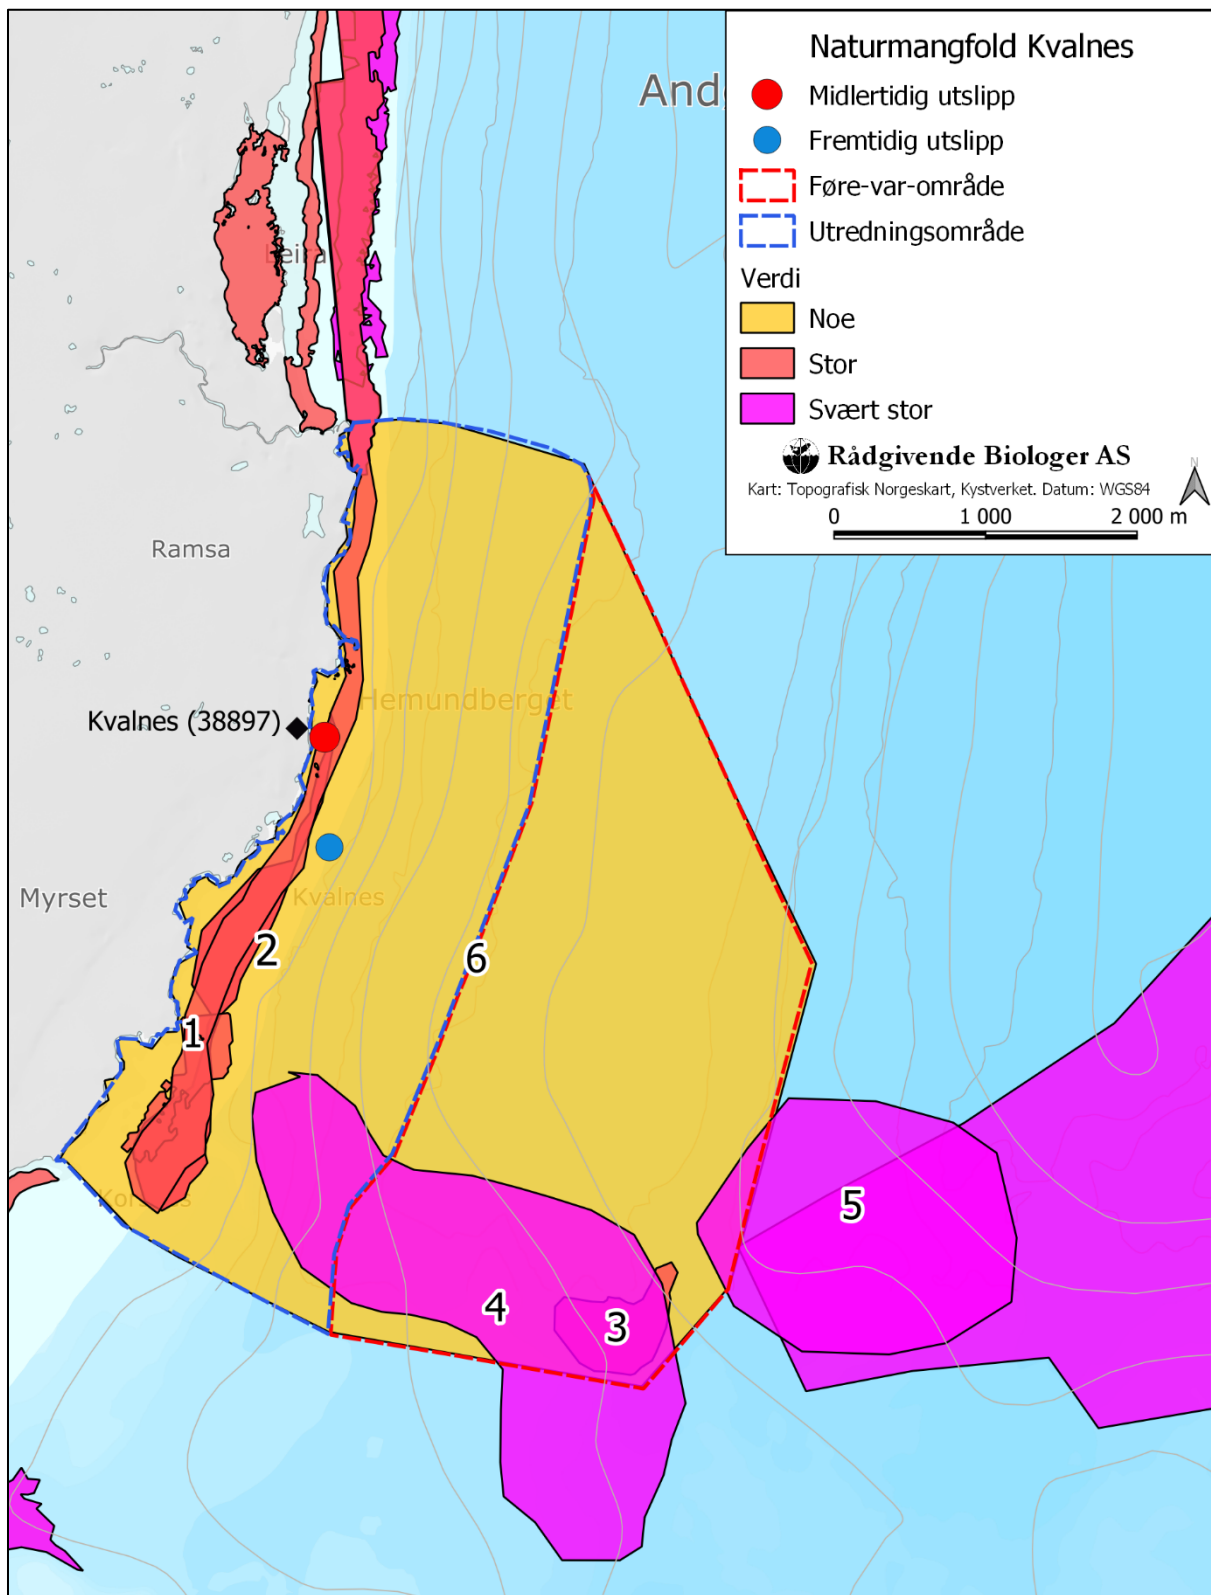 Naturmangfold Kvalnes
Midlertidig utslipp
Fremtidig utslipp
Føre-var-område
Utredningsområde
Verdi
Noe
Stor
Svært stor
Rådgivende Biologer AS
Kart: Topografisk Norgeskart, Kystverket. Datum: WGS84
N
0 1 000 2 000 m
Leira
Ramsa
Hemundberget
Kvalnes (38897)
Myrset
Kvalnes
2
6
1
5
4
3